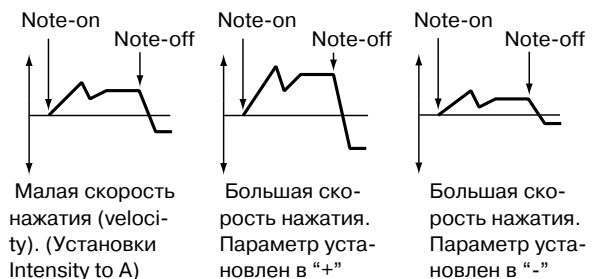 Note-on
Note-off
Note-on
Note-off
Note-on
Note-off
Малая скорость
нажатия (veloci-
ty). (Установки
Intensity to A)
Большая ско-
рость нажатия.
Параметр уста-
новлен в “+”
Большая ско-
рость нажатия.
Параметр уста-
новлен в “-”